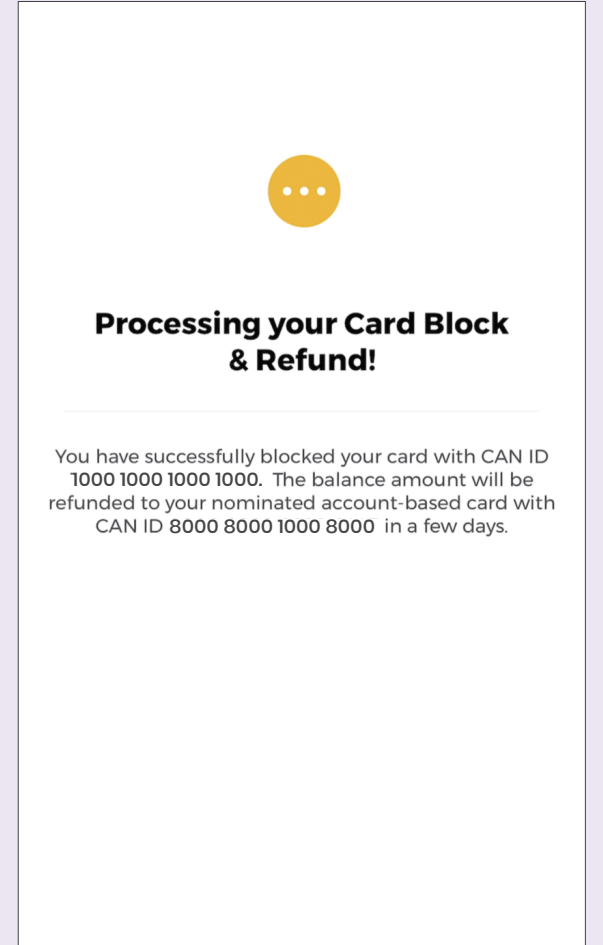 Processing your Card Block
& Refund!
You have successfully blocked your card with CAN ID
1000 1000 1000 1000. The balance amount will be
refunded to your nominated account-based card with
CAN ID 8000 8000 1000 8000 in a few days.